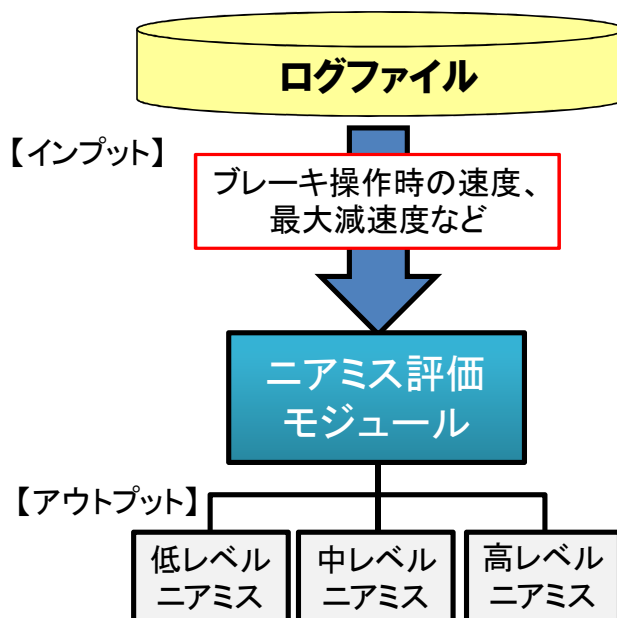 ログファイル
【インプット】
ブレーキ操作時の速度、
最大減速度など
ニアミス評価
モジュール
【アウトプット】
低レベル
ニアミス
中レベル
ニアミス
高レベル
ニアミス